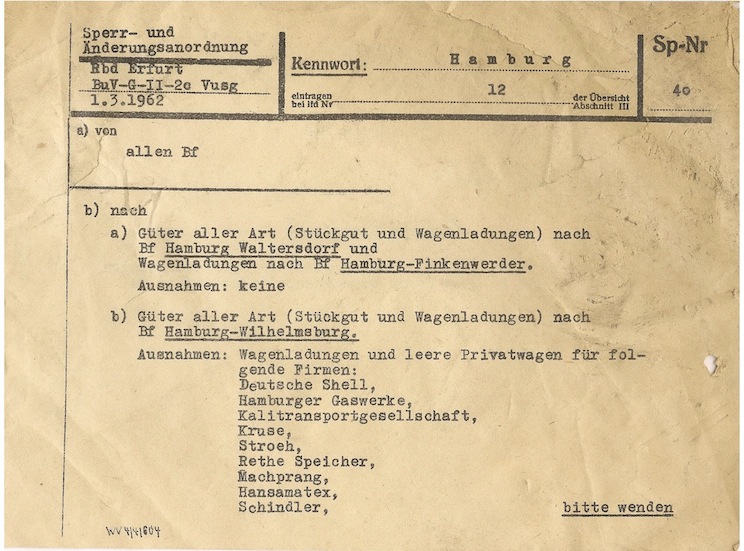 Sperr- und
Änderungsanordnung
Rbd Erfurt
BuV-G-II-2c Vusg
1.3.1962
Kennwort: Hamburg
eintragen
bei lfd Nr 12 der Übersicht
Abschnitt III
Sp-Nr
40
a) von
allen Bf
b) nach
a) Güter aller Art (Stückgut und Wagenladungen) nach
Bf Hamburg Waltersdorf und
Wagenladungen nach Bf Hamburg-Finkenwerder.
Ausnahmen: keine
b) Güter aller Art (Stückgut und Wagenladungen) nach
Bf Hamburg-Wilhelmsburg.
Ausnahmen: Wagenladungen und leere Privatwagen für fol-
gende Firmen:
Deutsche Shell,
Hamburger Gaswerke,
Kalitransportgesellschaft,
Kruse,
Stroeh,
Rethe Speicher,
Machprang,
Hansamatex,
Schindler,
bitte wenden